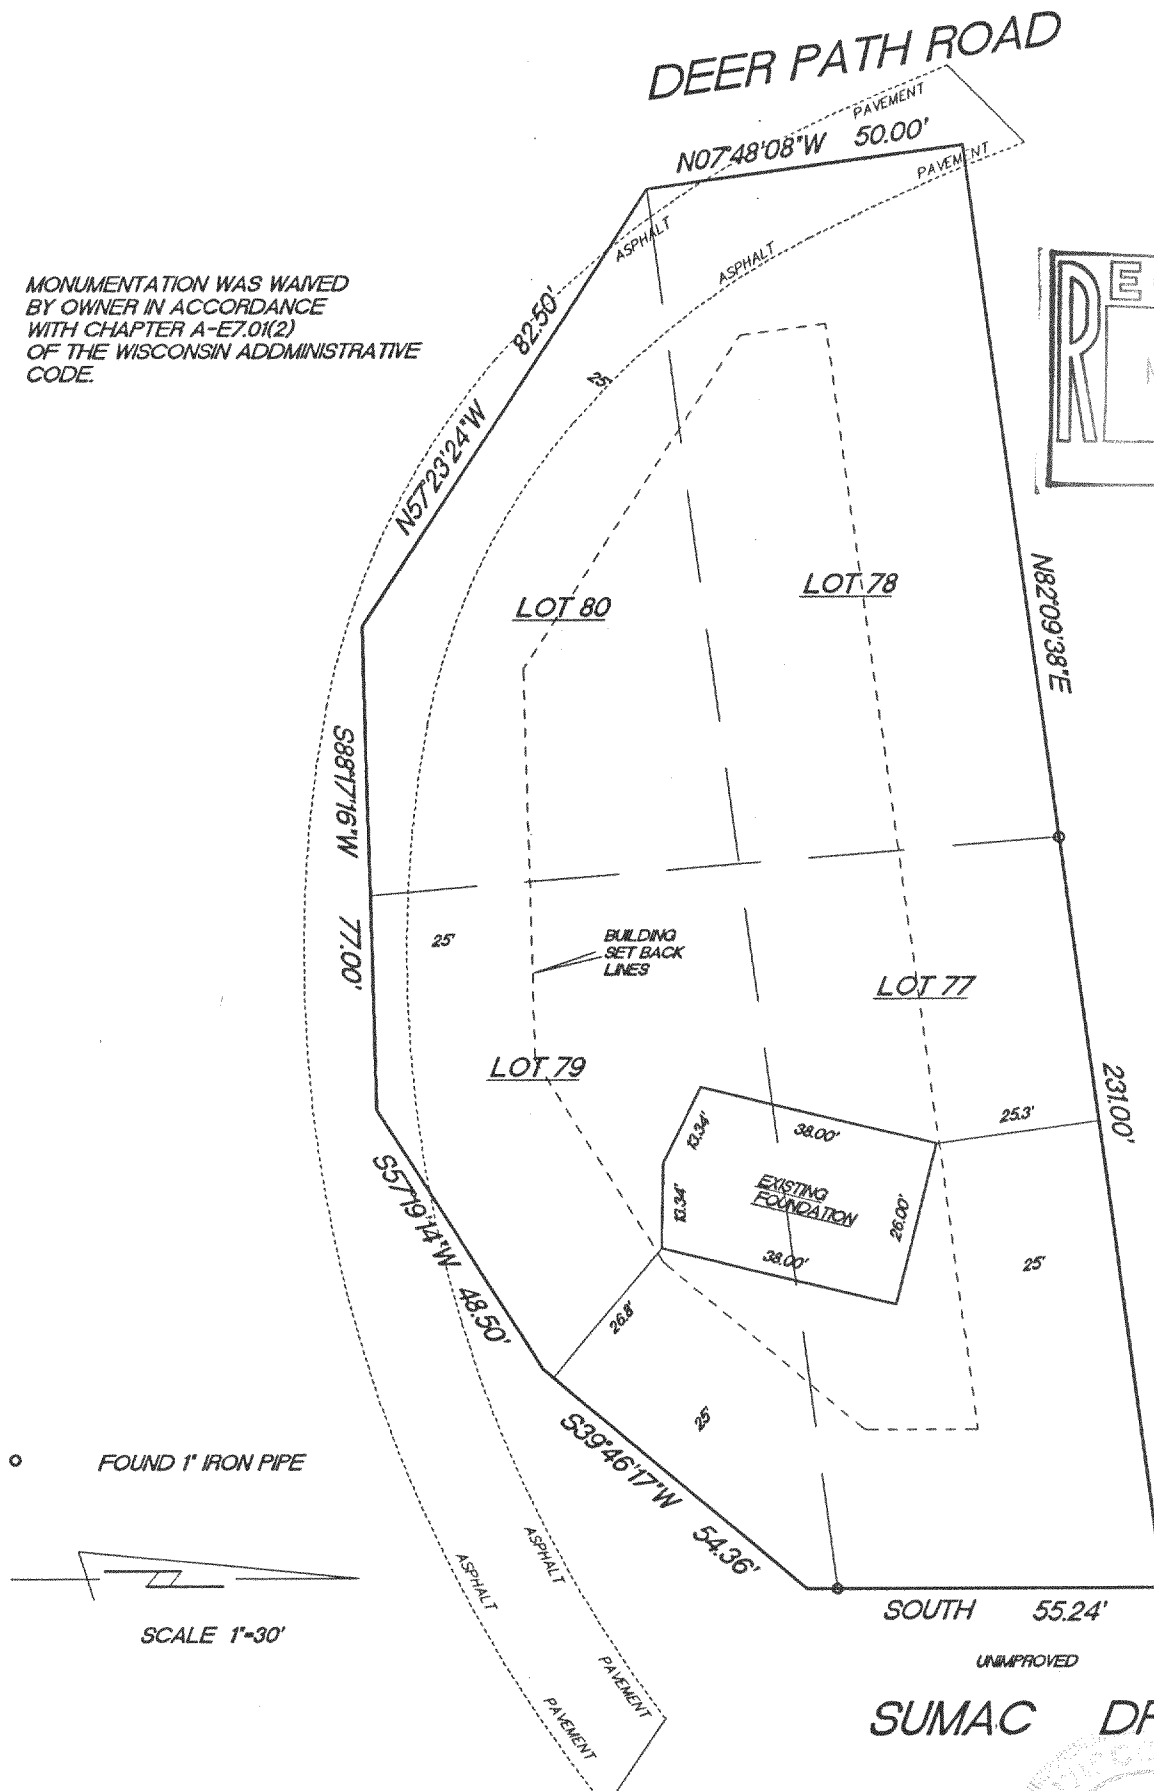 DEER PATH ROAD
PAVEMENT
N07°48'08"W 50.00'
PAVEMENT
ASPHALT
ASPHALT
MONUMENTATION WAS WAIVED
BY OWNER IN ACCORDANCE
WITH CHAPTER A-E7.01(2)
OF THE WISCONSIN ADDMINISTRATIVE
CODE.
RE
N57°23'24"W 82.50'
25'
LOT 80
LOT 78
N82°09'38"E 231.00'
S88°17'16"W 77.00'
25'
BUILDING
SET BACK
LINES
LOT 77
LOT 79
13.34'
38.00'
25.3'
EXISTING
FOUNDATION
13.34'
26.00'
38.00'
25'
S57°19'14"W 48.50'
26.8'
25'
S39°46'17"W 54.36'
FOUND 1" IRON PIPE
ASPHALT
ASPHALT
SCALE 1"=30'
SOUTH 55.24'
UNIMPROVED
PAVEMENT
PAVEMENT
SUMAC DR